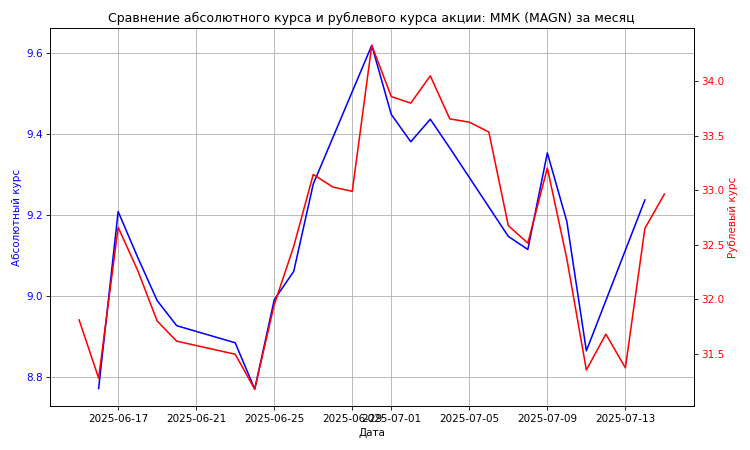 Сравнение абсолютного курса и рублевого курса акции: ММК (MAGN) за месяц
9.6
9.4
9.2
9.0
8.8
Абсолютный курс
34.0
33.5
33.0
32.5
32.0
31.5
Рублевый курс
2025-06-17 2025-06-21 2025-06-25 2025-06-29 2025-07-01 2025-07-05 2025-07-09 2025-07-13
Дата